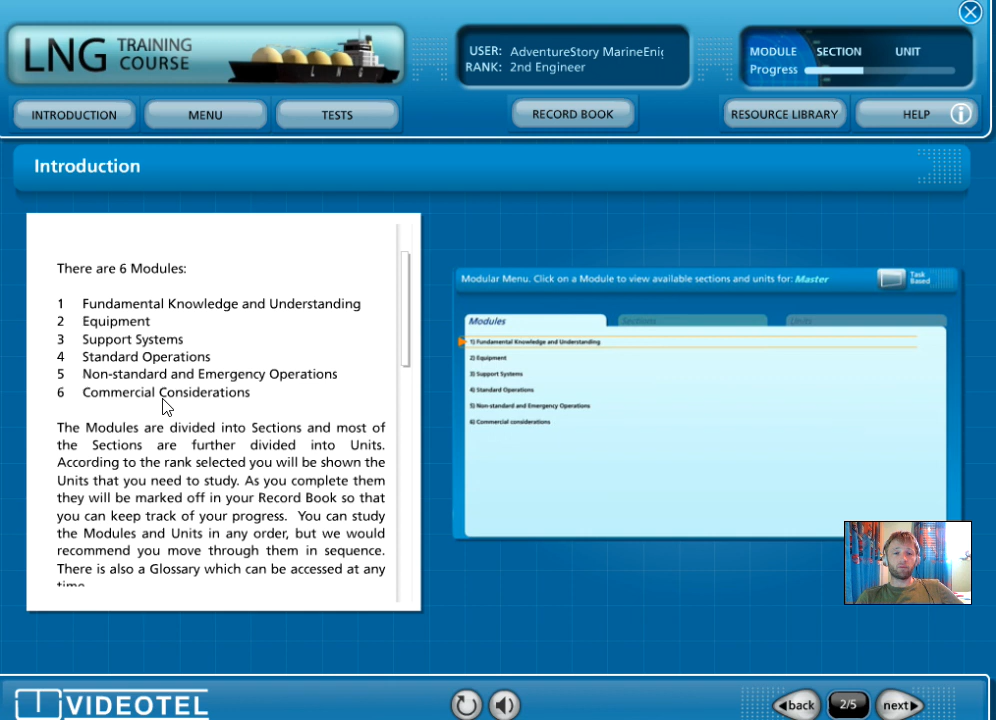 LNG TRAINING COURSE
L N G
USER: AdventureStory MarineEnig
RANK: 2nd Engineer
MODULE SECTION UNIT
Progress
INTRODUCTION MENU TESTS RECORD BOOK RESOURCE LIBRARY HELP i
Introduction
There are 6 Modules:
1 Fundamental Knowledge and Understanding
2 Equipment
3 Support Systems
4 Standard Operations
5 Non-standard and Emergency Operations
6 Commercial Considerations
The Modules are divided into Sections and most of
the Sections are further divided into Units.
According to the rank selected you will be shown the
Units that you need to study. As you complete them
they will be marked off in your Record Book so that
you can keep track of your progress. You can study
the Modules and Units in any order, but we would
recommend you move through them in sequence.
There is also a Glossary which can be accessed at any
time.
Modular Menu. Click on a Module to view available sections and units for: Master
Task Based
Modules Sections Units
1) Fundamental Knowledge and Understanding
2) Equipment
3) Support Systems
4) Standard Operations
5) Non-standard and Emergency Operations
6) Commercial considerations
VIDEOTEL
back 2/5 next